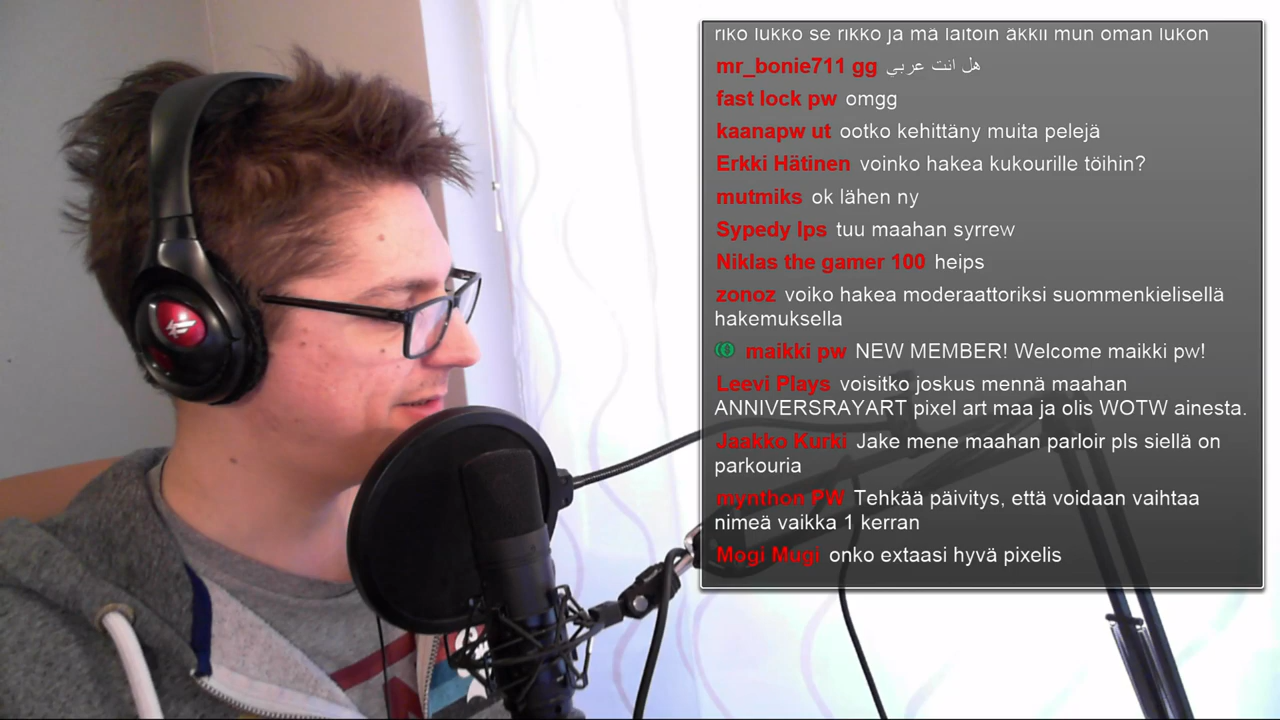 riko lukko se rikko ja mä laitoin äkkii mun oman lukon
mr_bonie711 gg هل انت عربي
fast lock pw omgg
kaanapw ut ootko kehittäny muita pelejä
Erkki Hätinen voinko hakea kukourille töihin?
mutmiks ok lähen ny
Sypedy lps tuu maahan syrrew
Niklas the gamer 100 heips
zonoz voiko hakea moderaattoriksi suommenkielisellä
hakemuksella
maikki pw NEW MEMBER! Welcome maikki pw!
Leevi Plays voisitko joskus mennä maahan
ANNIVERSRAYART pixel art maa ja olis WOTW ainesta.
Jaakko Kurki Jake mene maahan parloir pls siellä on
parkouria
mynthon PW Tehkää päivitys, että voidaan vaihtaa
nimeä vaikka 1 kerran
Mogi Mugi onko extaasi hyvä pixelis